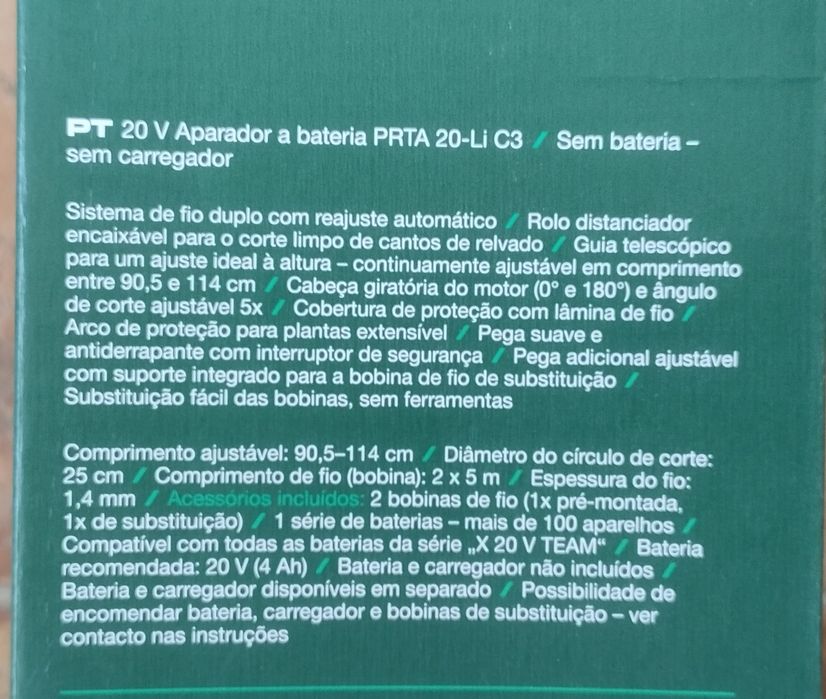 PT 20 V Aparador a bateria PRTA 20-Li C3 / Sem bateria –
sem carregador
Sistema de fio duplo com reajuste automático / Rolo distanciador
encaixável para o corte limpo de cantos de relvado / Guia telescópico
para um ajuste ideal à altura – continuamente ajustável em comprimento
entre 90,5 e 114 cm / Cabeça giratória do motor (0° e 180°) e ângulo
de corte ajustável 5x / Cobertura de proteção com lâmina de fio /
Arco de proteção para plantas extensível / Pega suave e
antiderrapante com interruptor de segurança / Pega adicional ajustável
com suporte integrado para a bobina de fio de substituição /
Substituição fácil das bobinas, sem ferramentas
Comprimento ajustável: 90,5–114 cm / Diâmetro do círculo de corte:
25 cm / Comprimento de fio (bobina): 2 x 5 m / Espessura do fio:
1,4 mm / Acessórios incluídos: 2 bobinas de fio (1x pré-montada,
1x de substituição) / 1 série de baterias – mais de 100 aparelhos /
Compatível com todas as baterias da série „X 20 V TEAM“ / Bateria
recomendada: 20 V (4 Ah) / Bateria e carregador não incluídos /
Bateria e carregador disponíveis em separado / Possibilidade de
encomendar bateria, carregador e bobinas de substituição – ver
contacto nas instruções